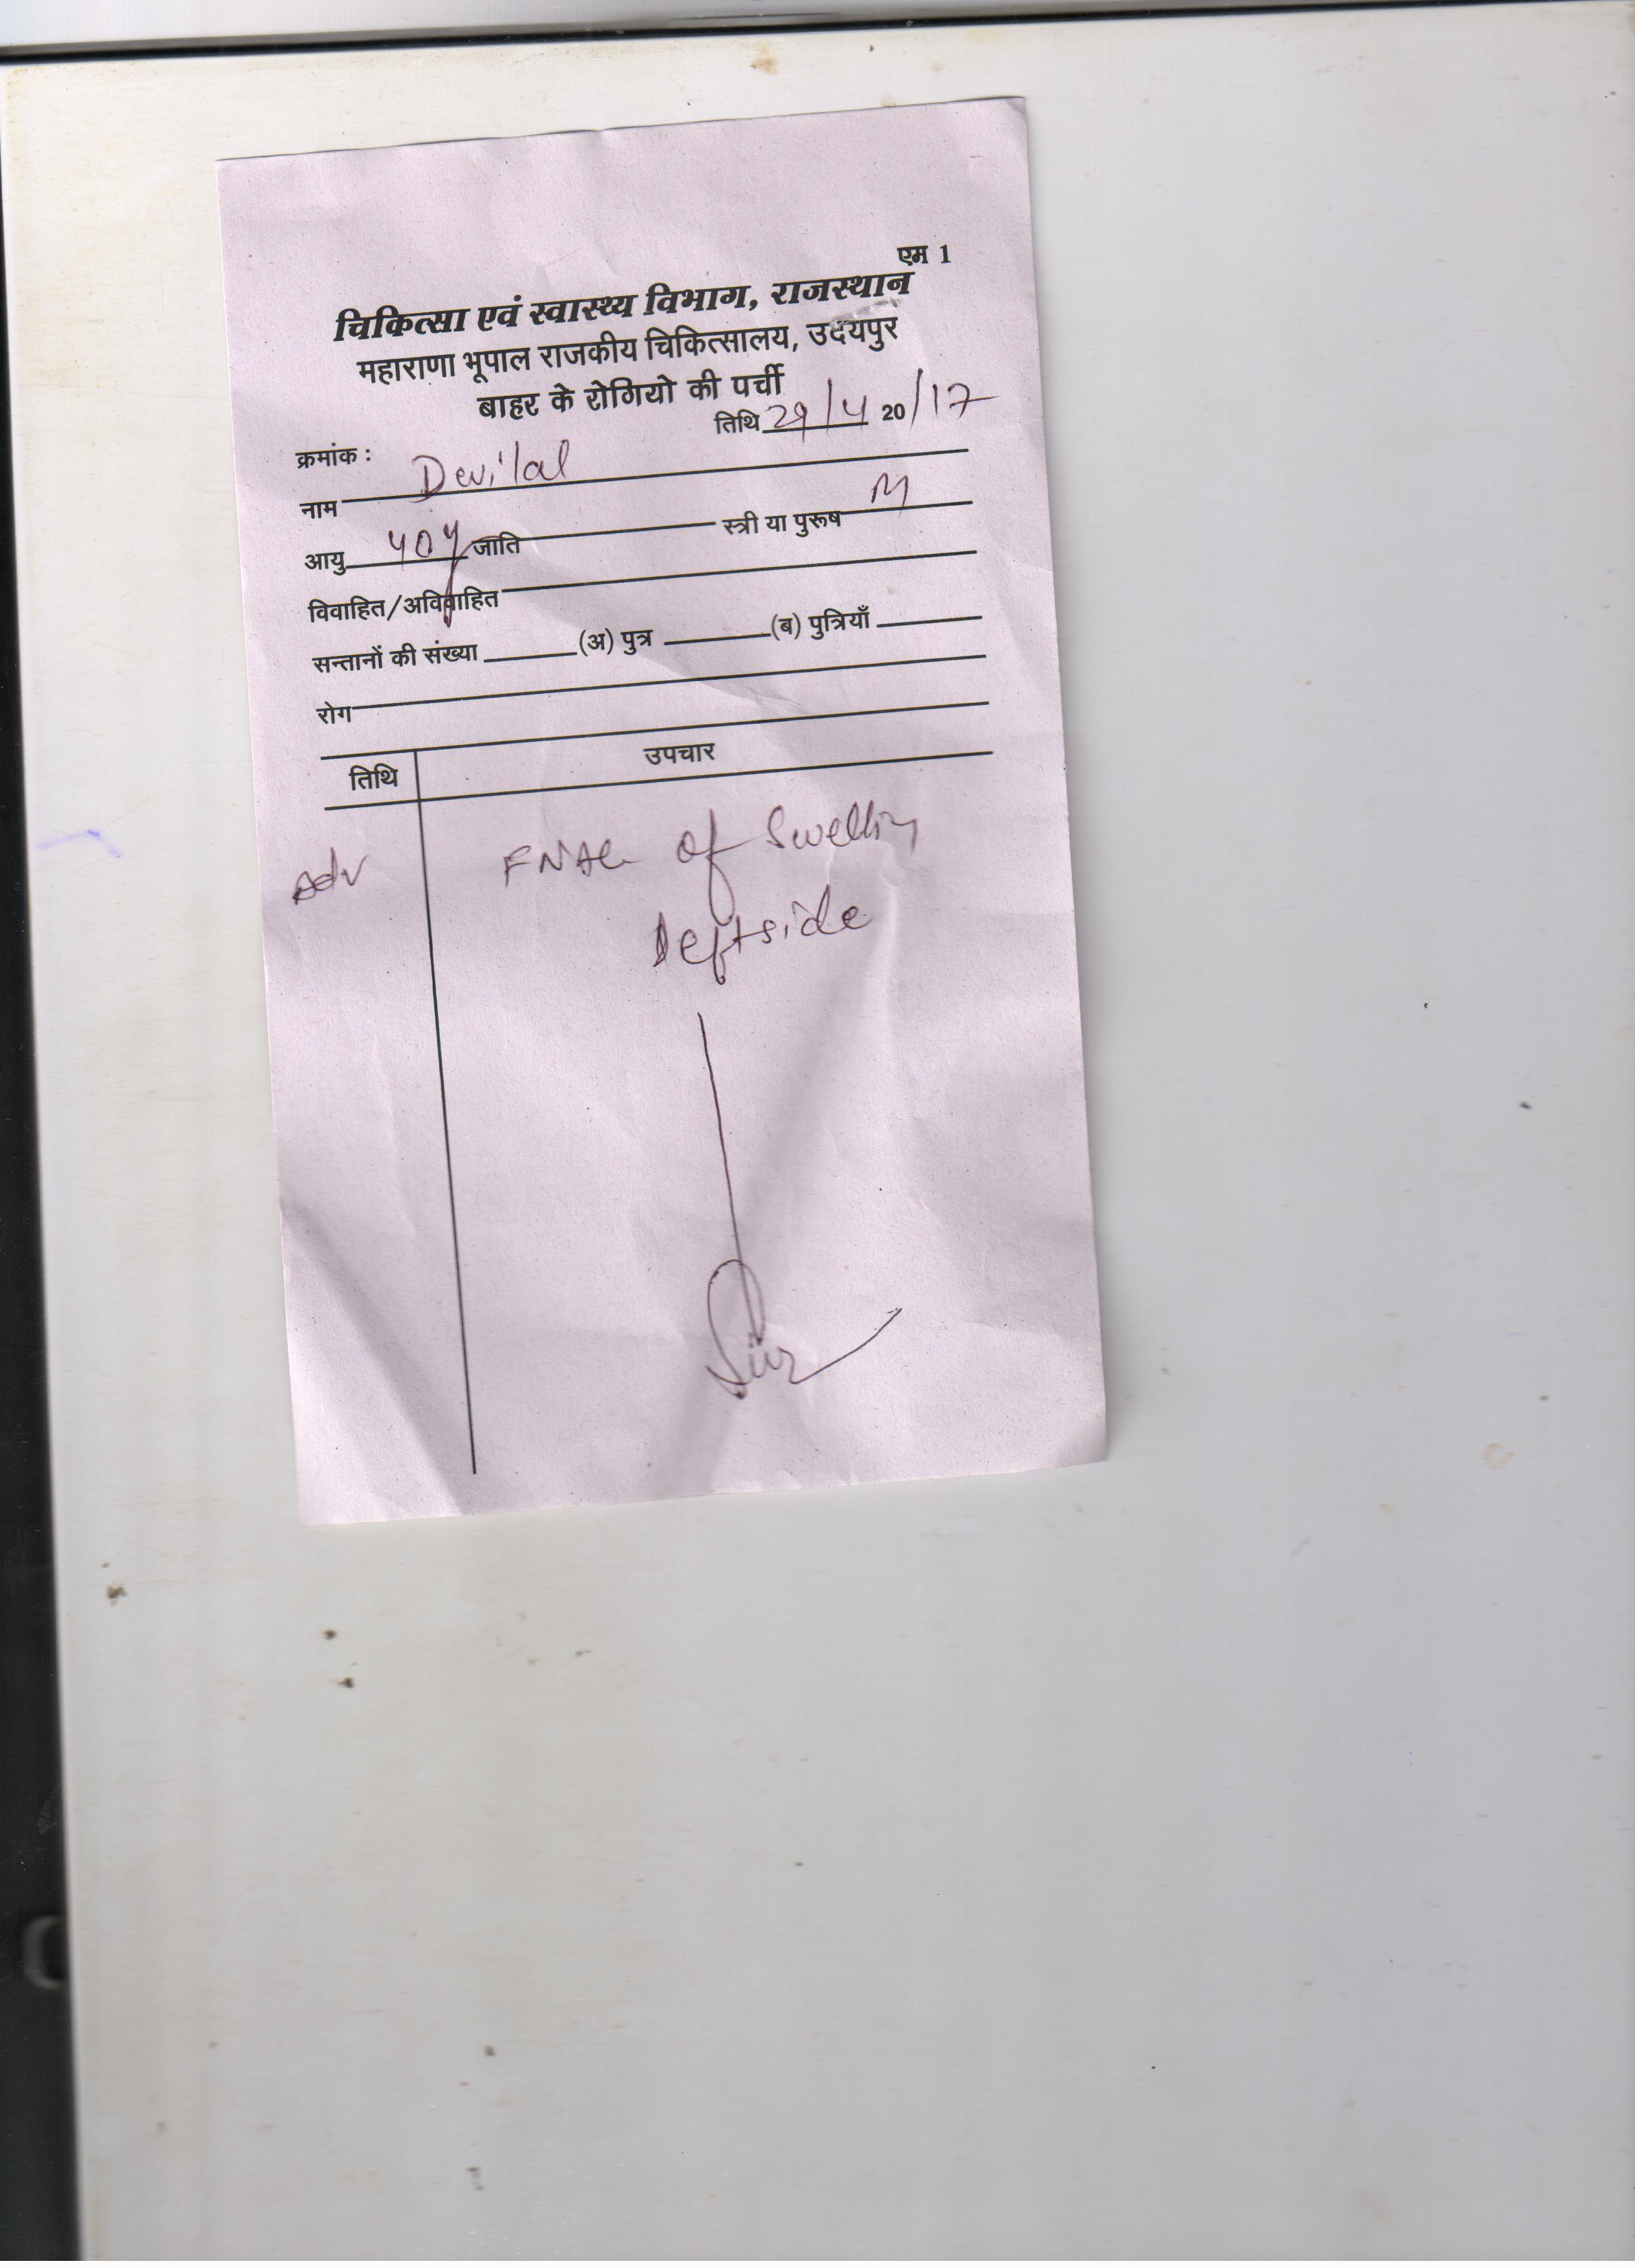 एम 1
चिकित्सा एवं स्वास्थ्य विभाग, राजस्थान
महाराणा भूपाल राजकीय चिकित्सालय, उदयपुर
बाहर के रोगियो की पर्ची
तिथि 29/4 20/17
क्रमांक :
नाम Devilal
आयु 40y जाति स्त्री या पुरूष M
विवाहित/अविवाहित
सन्तानों की संख्या (अ) पुत्र (ब) पुत्रियाँ
रोग
तिथि उपचार
Adv FNAC of Swelling
leftside